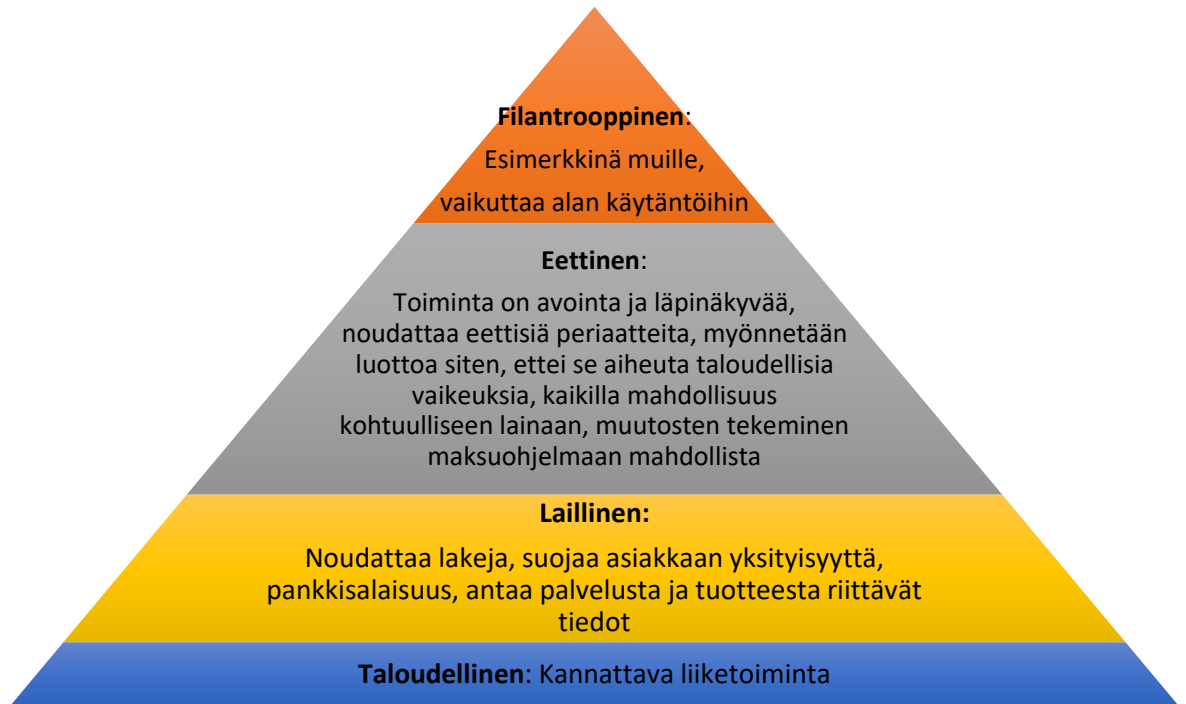 Filantrooppinen:
Esimerkkinä muille,
vaikuttaa alan käytäntöihin
Eettinen:
Toiminta on avointa ja läpinäkyvää,
noudattaa eettisiä periaatteita, myönnetään
luottoa siten, ettei se aiheuta taloudellisia
vaikeuksia, kaikilla mahdollisuus
kohtuulliseen lainaan, muutosten tekeminen
maksuohjelmaan mahdollista
Laillinen:
Noudattaa lakeja, suojaa asiakkaan yksityisyyttä,
pankkisalaisuus, antaa palvelusta ja tuotteesta riittävät
tiedot
Taloudellinen: Kannattava liiketoiminta